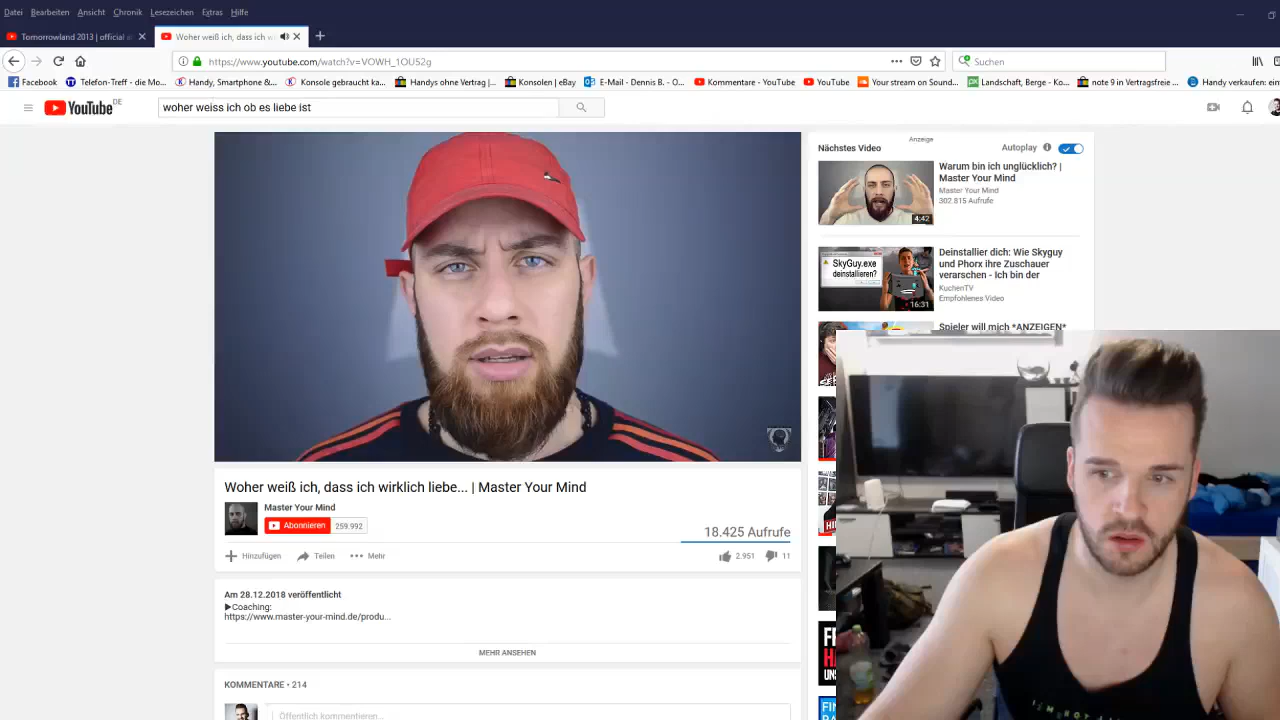 Datei Bearbeiten Ansicht Chronik Lesezeichen Extras Hilfe
Tomorrowland 2013 | official a
Woher weiß ich, dass ich wi
https://www.youtube.com/watch?v=VOWH_1OU52g
Suchen
Facebook
Telefon-Treff - die Mo...
Handy, Smartphone &...
Konsole gebraucht ka...
Handys ohne Vertrag |...
Konsolen | eBay
E-Mail - Dennis B. - O...
Kommentare - YouTube
YouTube
Your stream on Sound...
Landschaft, Berge - Ko...
note 9 in Vertragsfreie...
Handy verkaufen: einf
YouTube DE
woher weiss ich ob es liebe ist
Anzeige
Nächstes Video
Autoplay
Warum bin ich unglücklich? |
Master Your Mind
Master Your Mind
302.815 Aufrufe
4:42
SkyGuy.exe
deinstallieren?
16:31
Deinstallier dich: Wie Skyguy
und Phorx ihre Zuschauer
verarschen - Ich bin der
KuchenTV
Empfohlenes Video
Spieler will mich *ANZEIGEN*
Woher weiß ich, dass ich wirklich liebe... | Master Your Mind
Master Your Mind
Abonnieren 259.992
18.425 Aufrufe
Hinzufügen Teilen Mehr
2.951 11
Am 28.12.2018 veröffentlicht
▶Coaching:
https://www.master-your-mind.de/produ...
MEHR ANSEHEN
KOMMENTARE • 214
Öffentlich kommentieren...